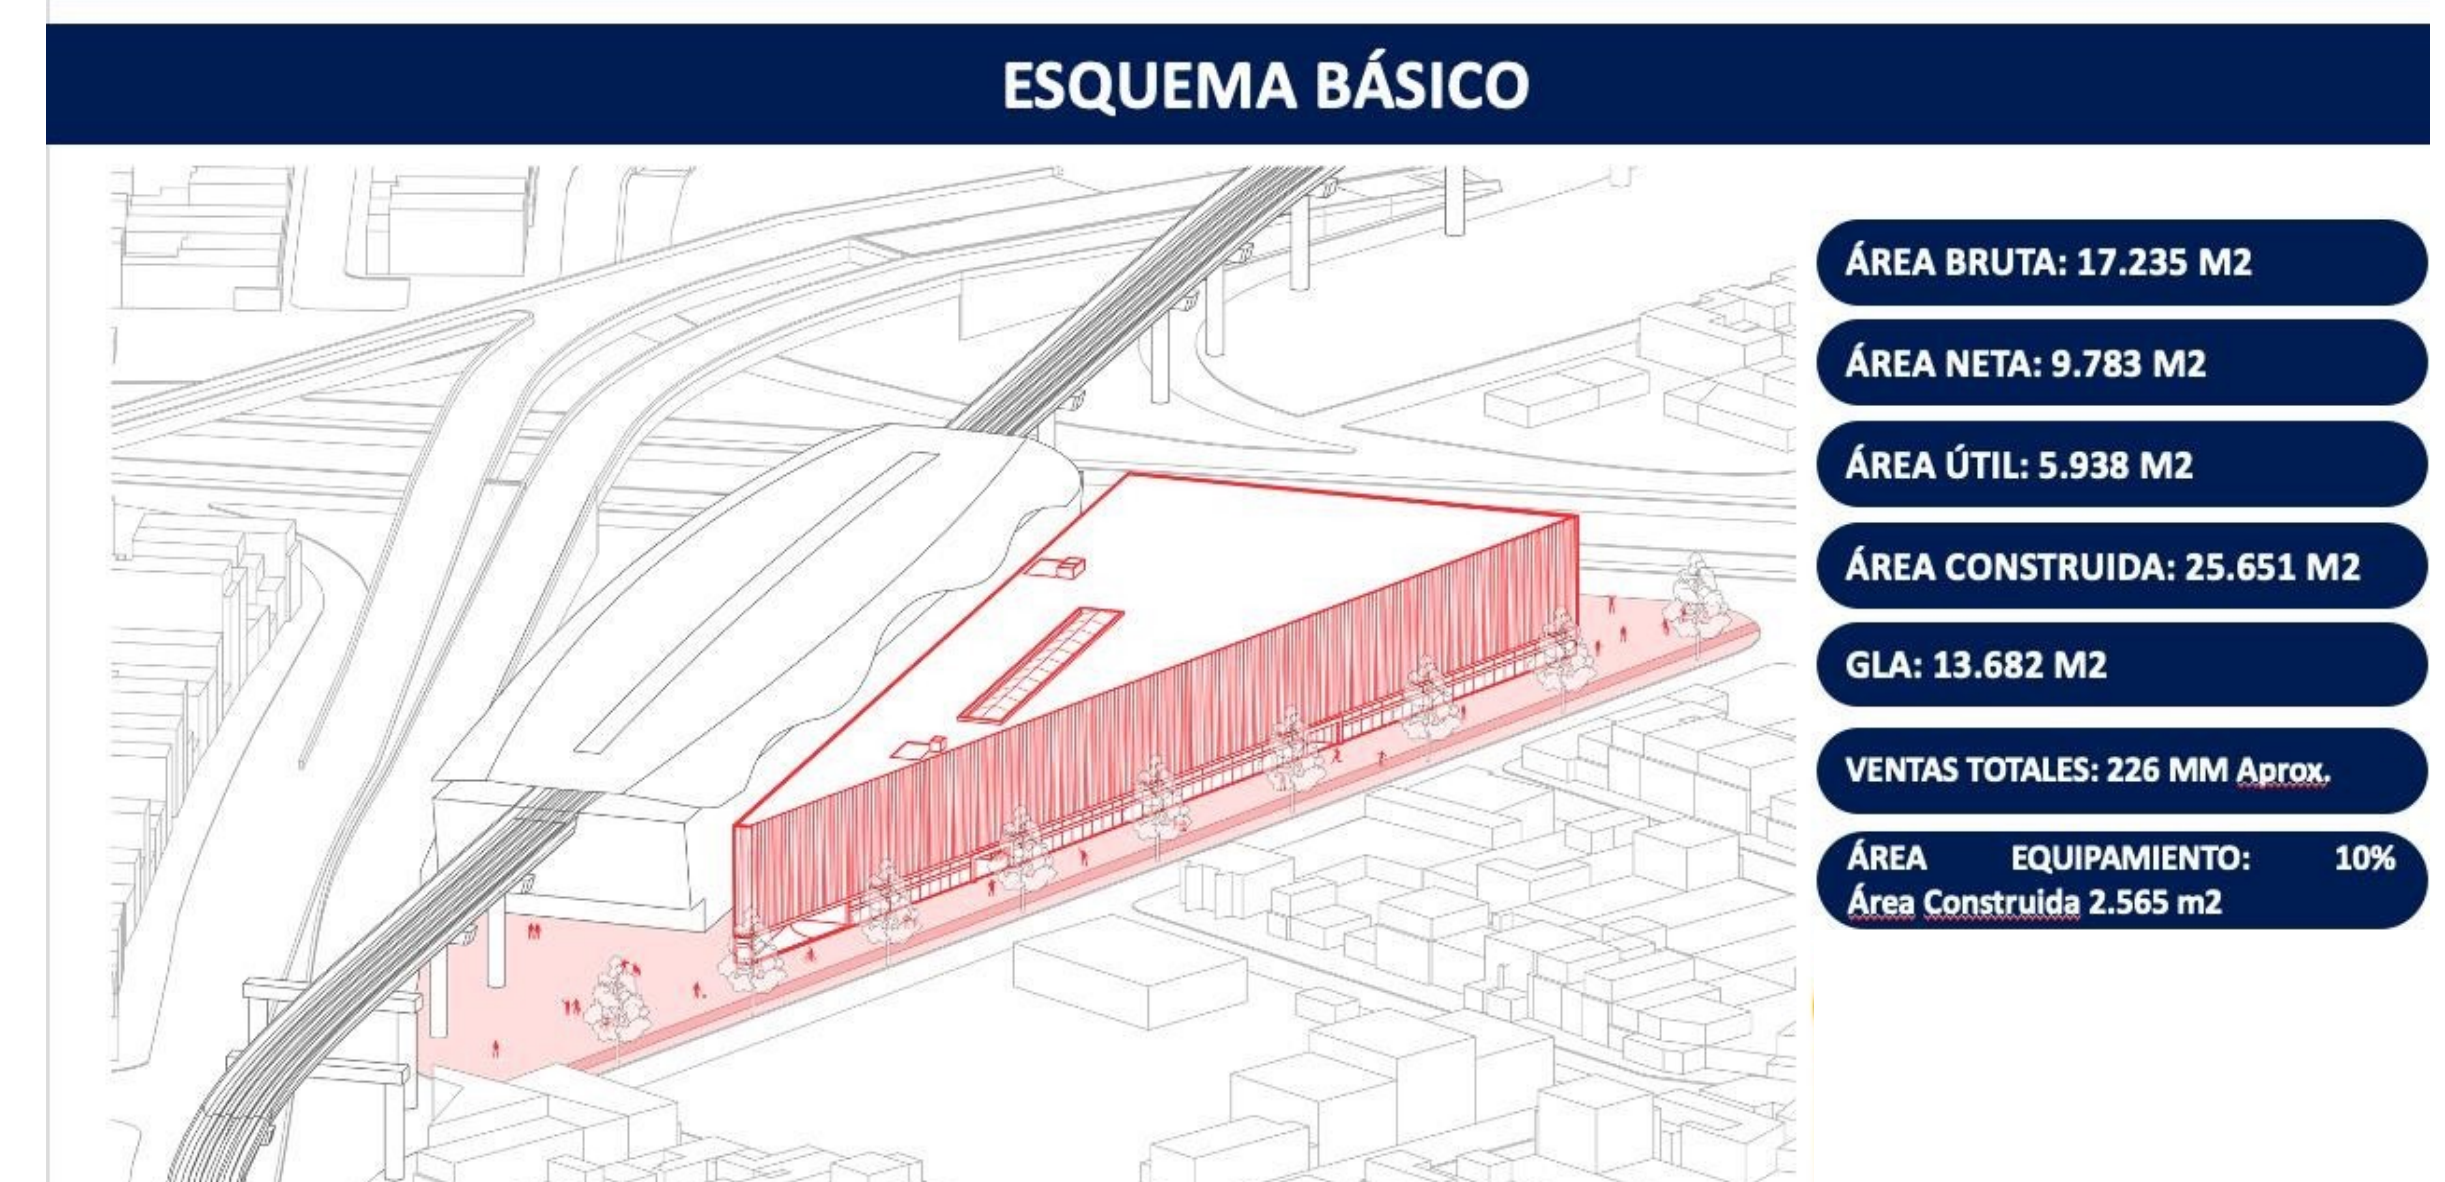 ESQUEMA BÁSICO
ÁREA BRUTA: 17.235 M2
ÁREA NETA: 9.783 M2
ÁREA ÚTIL: 5.938 M2
ÁREA CONSTRUIDA: 25.651 M2
GLA: 13.682 M2
VENTAS TOTALES: 226 MM Aprox.
ÁREA EQUIPAMIENTO: 10%
Área Construida 2.565 m2